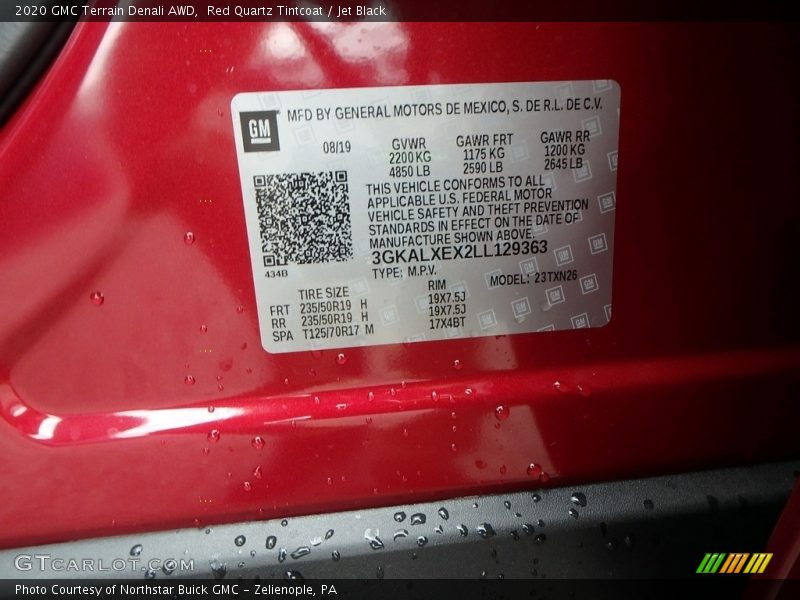 2020 GMC Terrain Denali AWD,  Red Quartz Tintcoat / Jet Black
GM MFD BY GENERAL MOTORS DE MEXICO, S. DE R.L. DE C.V.
08/19 GVWR GAWR FRT GAWR RR
2200 KG 1175 KG 1200 KG
4850 LB 2590 LB 2645 LB
THIS VEHICLE CONFORMS TO ALL
APPLICABLE U.S. FEDERAL MOTOR
VEHICLE SAFETY AND THEFT PREVENTION
STANDARDS IN EFFECT ON THE DATE OF
MANUFACTURE SHOWN ABOVE.
3GKALXEX2LL129363
434B
TYPE: M.P.V. MODEL: 23TXN26
TIRE SIZE RIM
FRT 235/50R19 H 19X7.5J
RR 235/50R19 H 19X7.5J
SPA T125/70R17 M 17X4BT
GTCARLOT.COM
Photo Courtesy of Northstar Buick GMC – Zelienople, PA